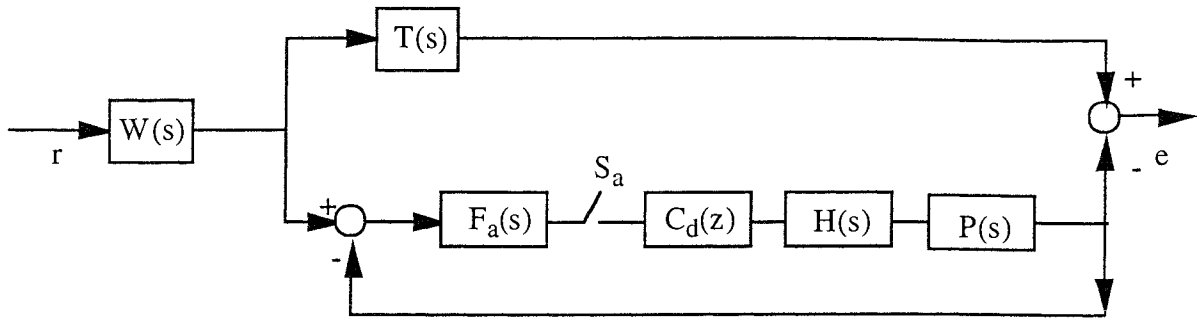 T(s)
+
W(s)
r
e
-
S_a
+
F_a(s)
C_d(z)
H(s)
P(s)
-